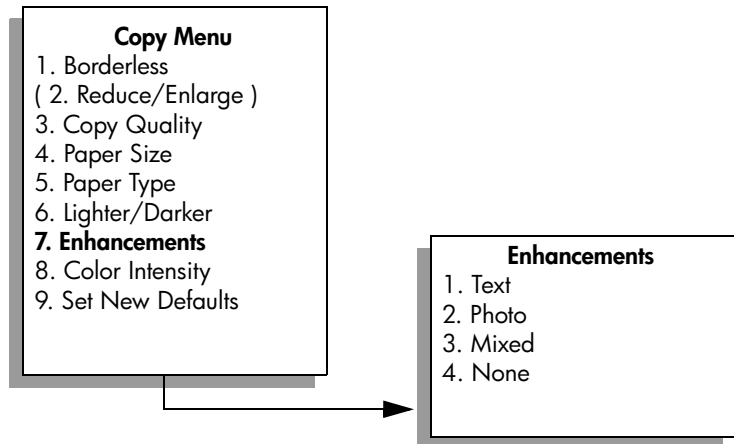 Copy Menu
1. Borderless
( 2. Reduce/Enlarge )
3. Copy Quality
4. Paper Size
5. Paper Type
6. Lighter/Darker
7. Enhancements
8. Color Intensity
9. Set New Defaults
Enhancements
1. Text
2. Photo
3. Mixed
4. None